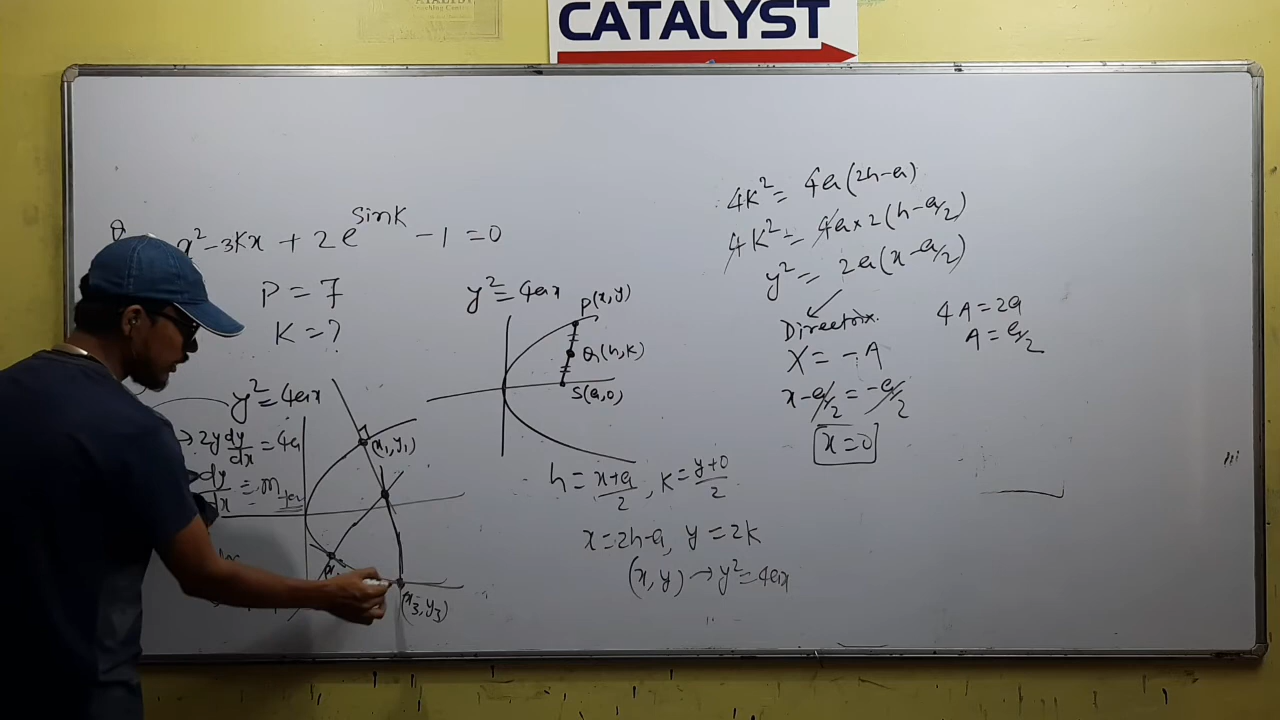 CATALYST
Q
x²-3Kx + 2e^sinK - 1 = 0
P = 7
K = ?
y² = 4ax
→ 2y dy/dx = 4a
dy/dx = m
(x₁, y₁)
(x₃, y₃)
y² = 4ax
P(x, y)
Q(h, K)
S(a, 0)
h = x+a/2, K = y+0/2
x = 2h-a, y = 2K
(x, y) → y² = 4ax
4K² = 4a(2h-a)
4K² = 4a×2(h-a/2)
y² = 2a(x-a/2)
Directrix.
X = -A
x-a/2 = -a/2
x=0
4A = 2a
A = a/2